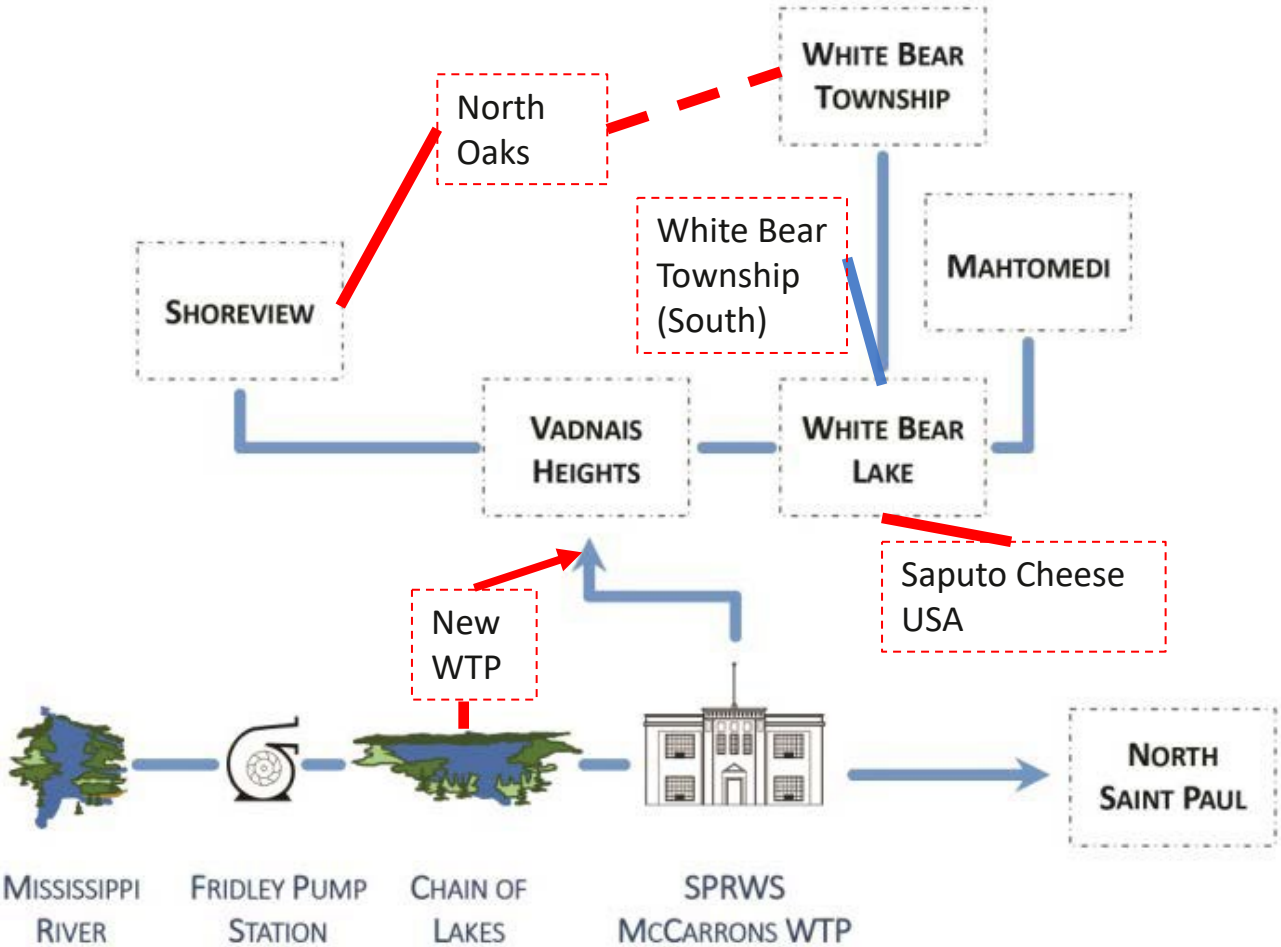 WHITE BEAR
TOWNSHIP
North
Oaks
White Bear
Township
(South)
MAHTOMEDI
SHOREVIEW
VADNAIS
HEIGHTS
WHITE BEAR
LAKE
Saputo Cheese
USA
New
WTP
NORTH
SAINT PAUL
MISSISSIPPI
RIVER
FRIDLEY PUMP
STATION
CHAIN OF
LAKES
SPRWS
MCCARRONS WTP